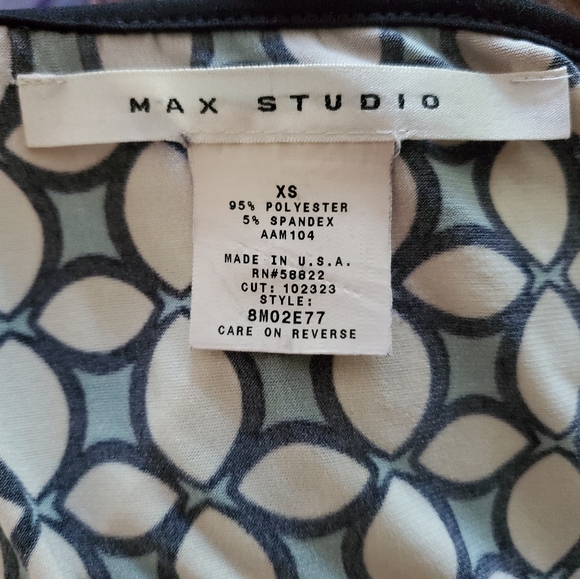 MAX STUDIO
XS
95% POLYESTER
5% SPANDEX
AAM104
MADE IN U.S.A.
RN#58822
CUT: 102323
STYLE:
8M02E77
CARE ON REVERSE